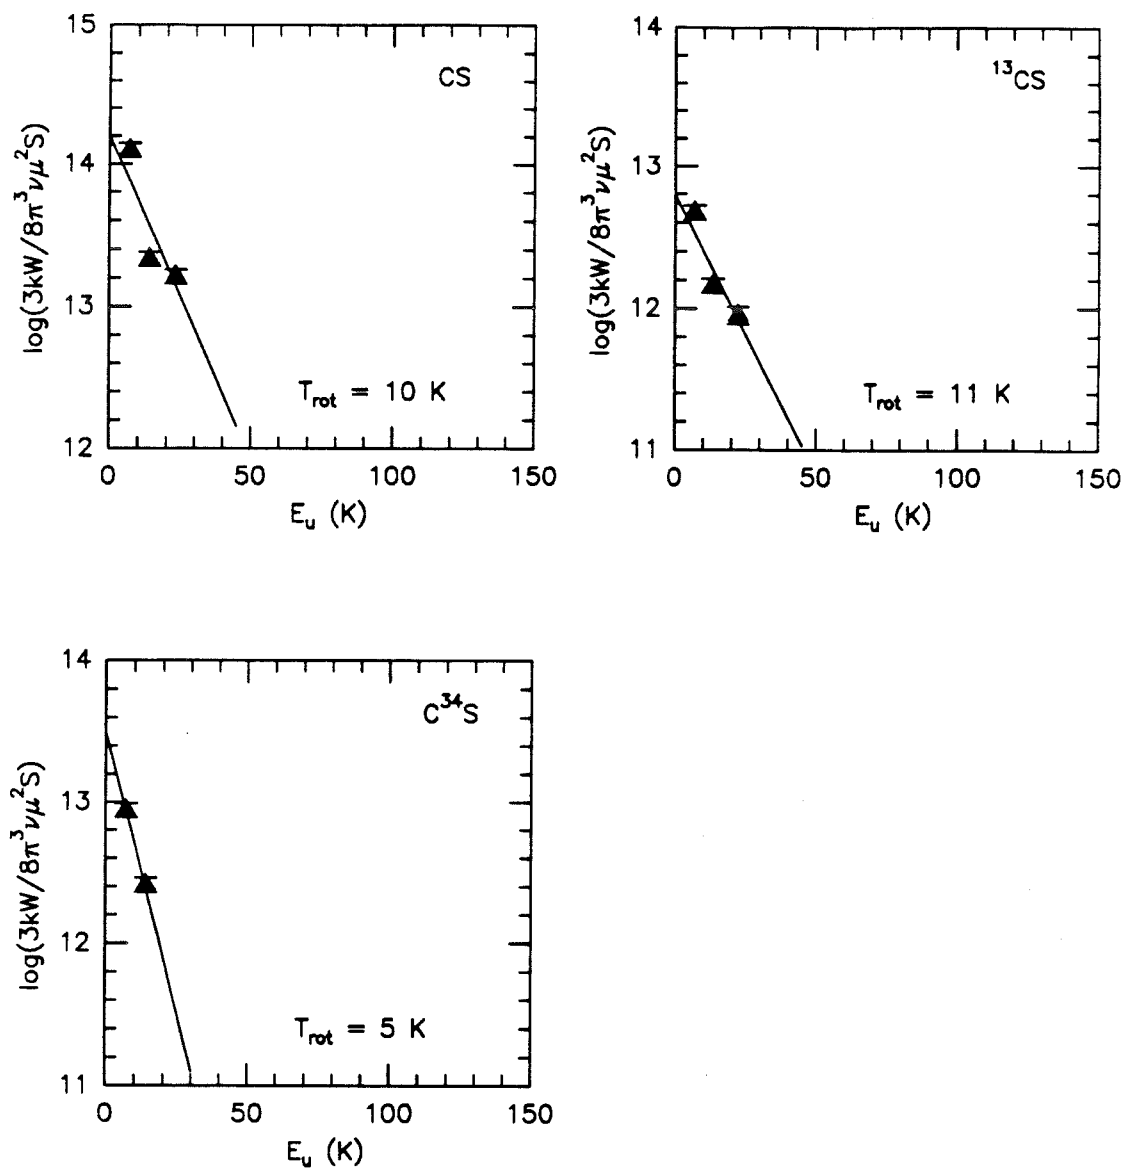 CS
log(3kW/8π³νμ²S)
15
14
13
12
T_rot = 10 K
0 50 100 150
E_u (K)
¹³CS
log(3kW/8π³νμ²S)
14
13
12
11
T_rot = 11 K
0 50 100 150
E_u (K)
C³⁴S
log(3kW/8π³νμ²S)
14
13
12
11
T_rot = 5 K
0 50 100 150
E_u (K)